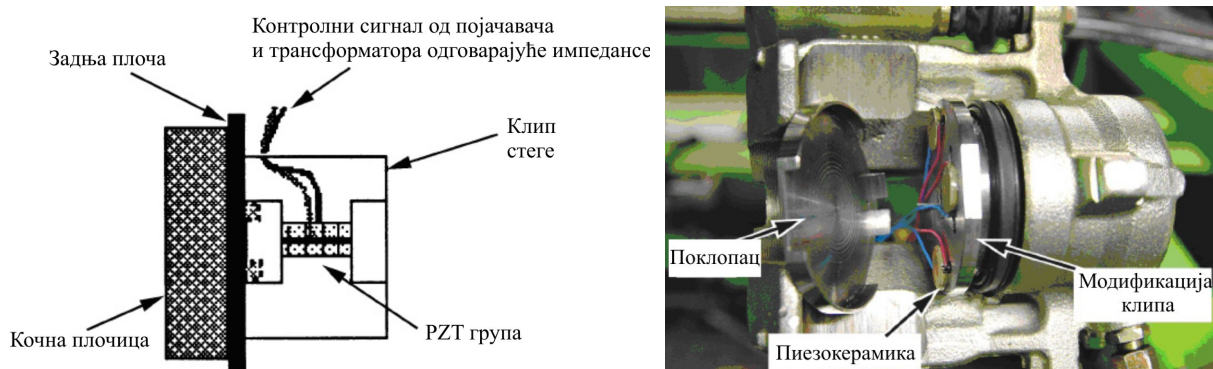 Контролни сигнал од појачавача
и трансформатора одговарајуће импедансе
Задња плоча
Клип
стеге
Кочна плочица
PZT група
Поклопац
Модификација
клипа
Пиезокерамика